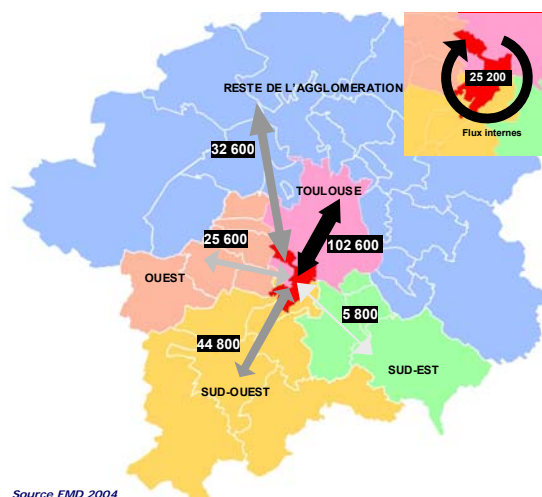 25 200
Flux internes
RESTE DE L'AGGLOMERATION
32 600
TOULOUSE
25 600
102 600
OUEST
5 800
44 800
SUD-EST
SUD-OUEST
Source EMD 2004